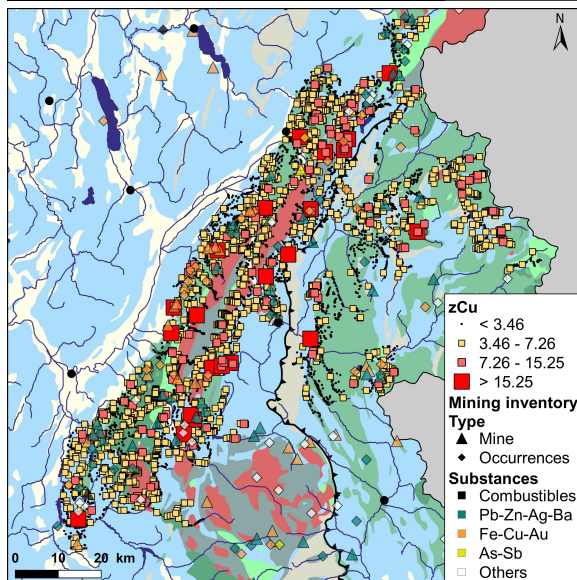 N
zCu
< 3.46
3.46 - 7.26
7.26 - 15.25
> 15.25
Mining inventory
Type
Mine
Occurrences
Substances
Combustibles
Pb-Zn-Ag-Ba
Fe-Cu-Au
As-Sb
Others
0 10 20 km